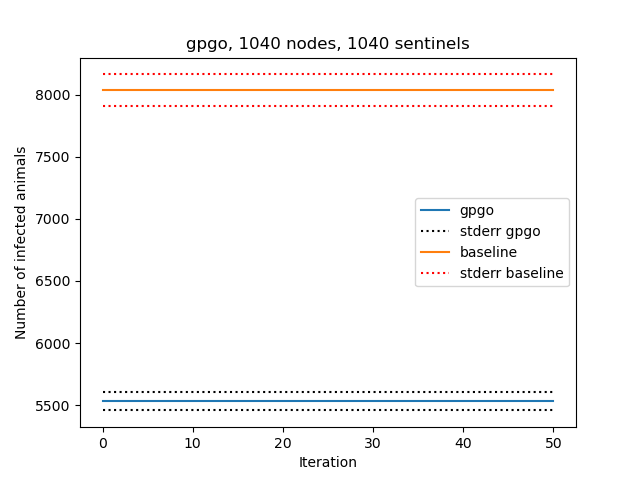 gpgo, 1040 nodes, 1040 sentinels
Number of infected animals
8000
7500
7000
6500
6000
5500
gpgo
stderr gpgo
baseline
stderr baseline
0 10 20 30 40 50
Iteration